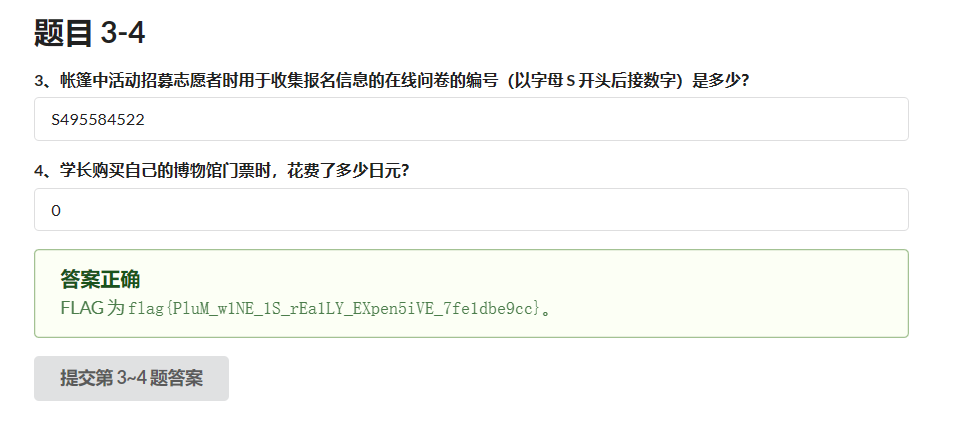 题目 3-4
3、帐篷中活动招募志愿者时用于收集报名信息的在线问卷的编号（以字母 S 开头后接数字）是多少？
S495584522
4、学长购买自己的博物馆门票时，花费了多少日元？
0
答案正确
FLAG 为 flag{PluM_w1NE_1S_rEa1LY_EXpen5iVE_7fe1dbe9cc}。
提交第 3~4 题答案